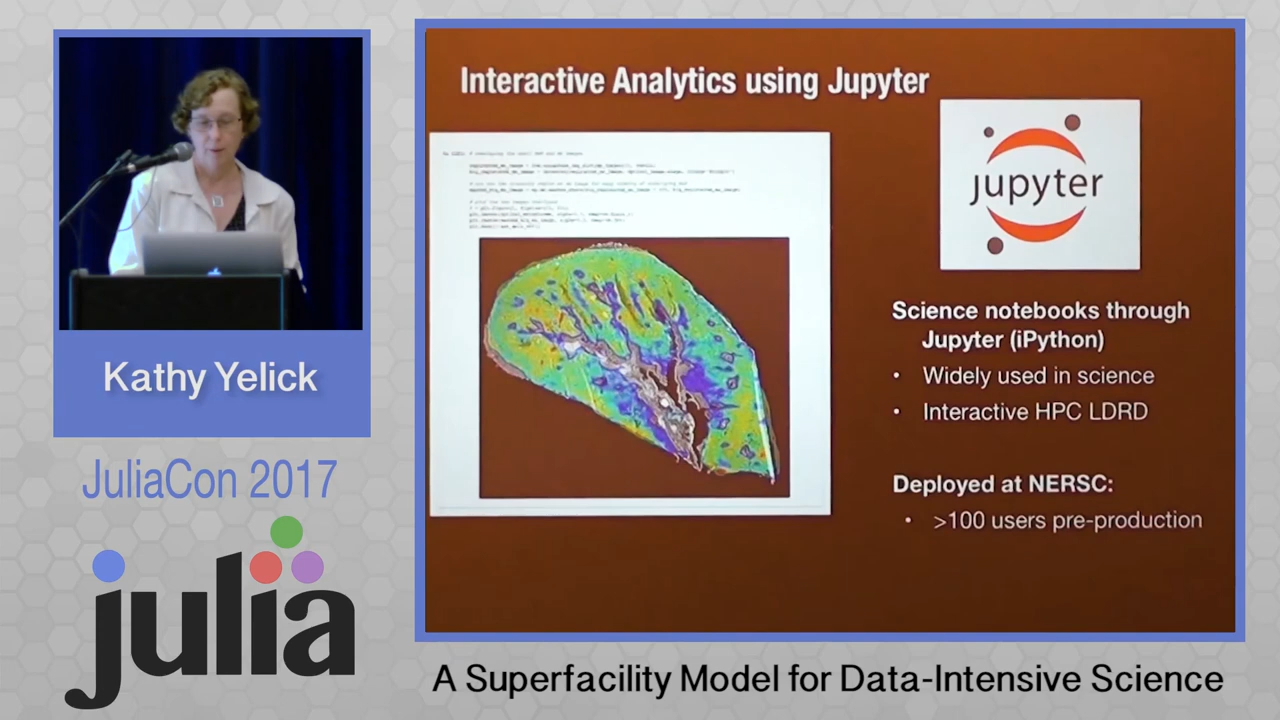 Interactive Analytics using Jupyter
jupyter
Science notebooks through
Jupyter (iPython)
• Widely used in science
• Interactive HPC LDRD
Deployed at NERSC:
• >100 users pre-production
Kathy Yelick
JuliaCon 2017
julia
A Superfacility Model for Data-Intensive Science